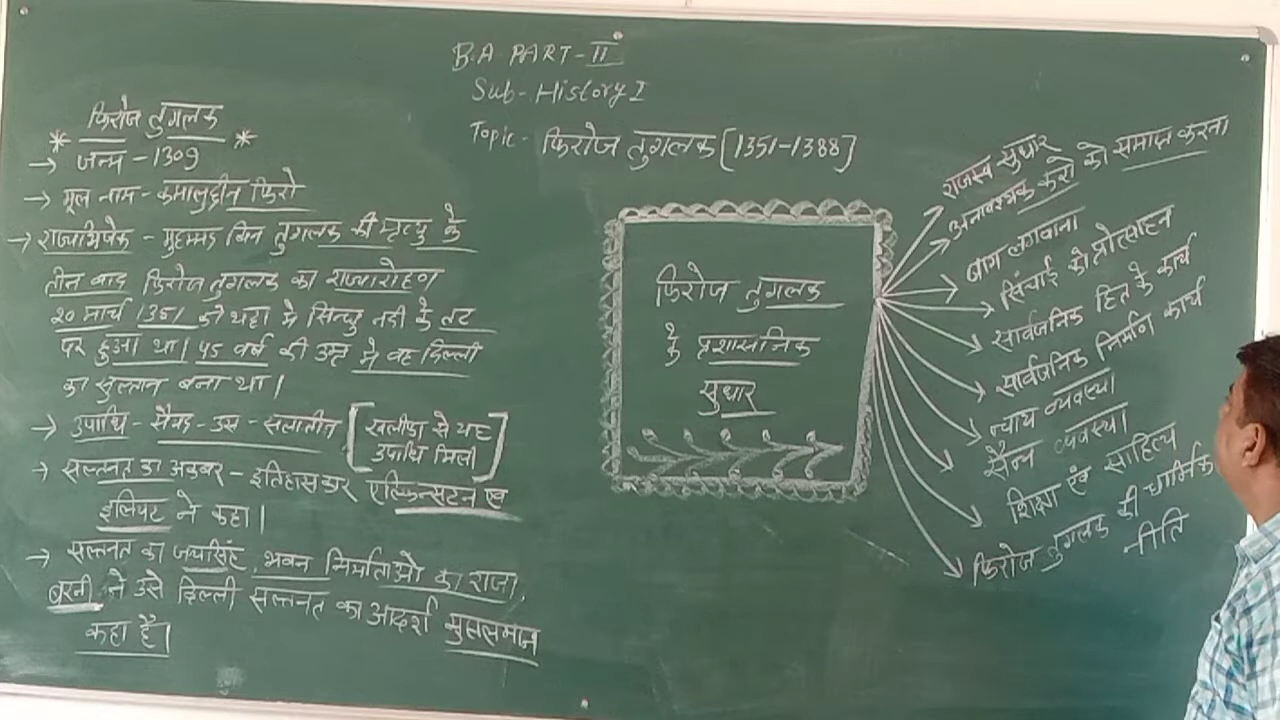 B.A PART-II
Sub-History I
Topic- फिरोज तुगलक [1351-1388]
* फिरोज तुगलक *
→ जन्म - 1309
→ मूल नाम - कमालुद्दीन फिरो
→ राज्याभिषेक - मुहम्मद बिन तुगलक की मृत्यु के
तीन बाद फिरोज तुगलक का राज्यारोहण
20 मार्च 1351 को थट्टा मे सिन्धु नदी के तट
पर हुआ था। 45 वर्ष की उम्र मे वह दिल्ली
का सुल्तान बना था।
→ उपाधि - सैयद-उस-सलातीन [खलीफा से यह
उपाधि मिली]
→ सल्तनत का अकबर - इतिहासकार एल्फिन्सटन एवं
इलियट ने कहा।
→ सल्तनत का जयसिंह, भवन निर्माताओ का राजा,
बरनी ने उसे दिल्ली सल्तनत का आदर्श मुसलमान
कहा है।
फिरोज तुगलक
के प्रशासनिक
सुधार
राजस्व सुधार
अनावश्यक करो को समाप्त करना
बाग लगवाना
सिंचाई को प्रोत्साहन
सार्वजनिक हित के कार्य
सार्वजनिक निर्माण कार्य
न्याय व्यवस्था
सैन्य व्यवस्था
शिक्षा एवं साहित्य
फिरोज तुगलक की धार्मिक
नीति